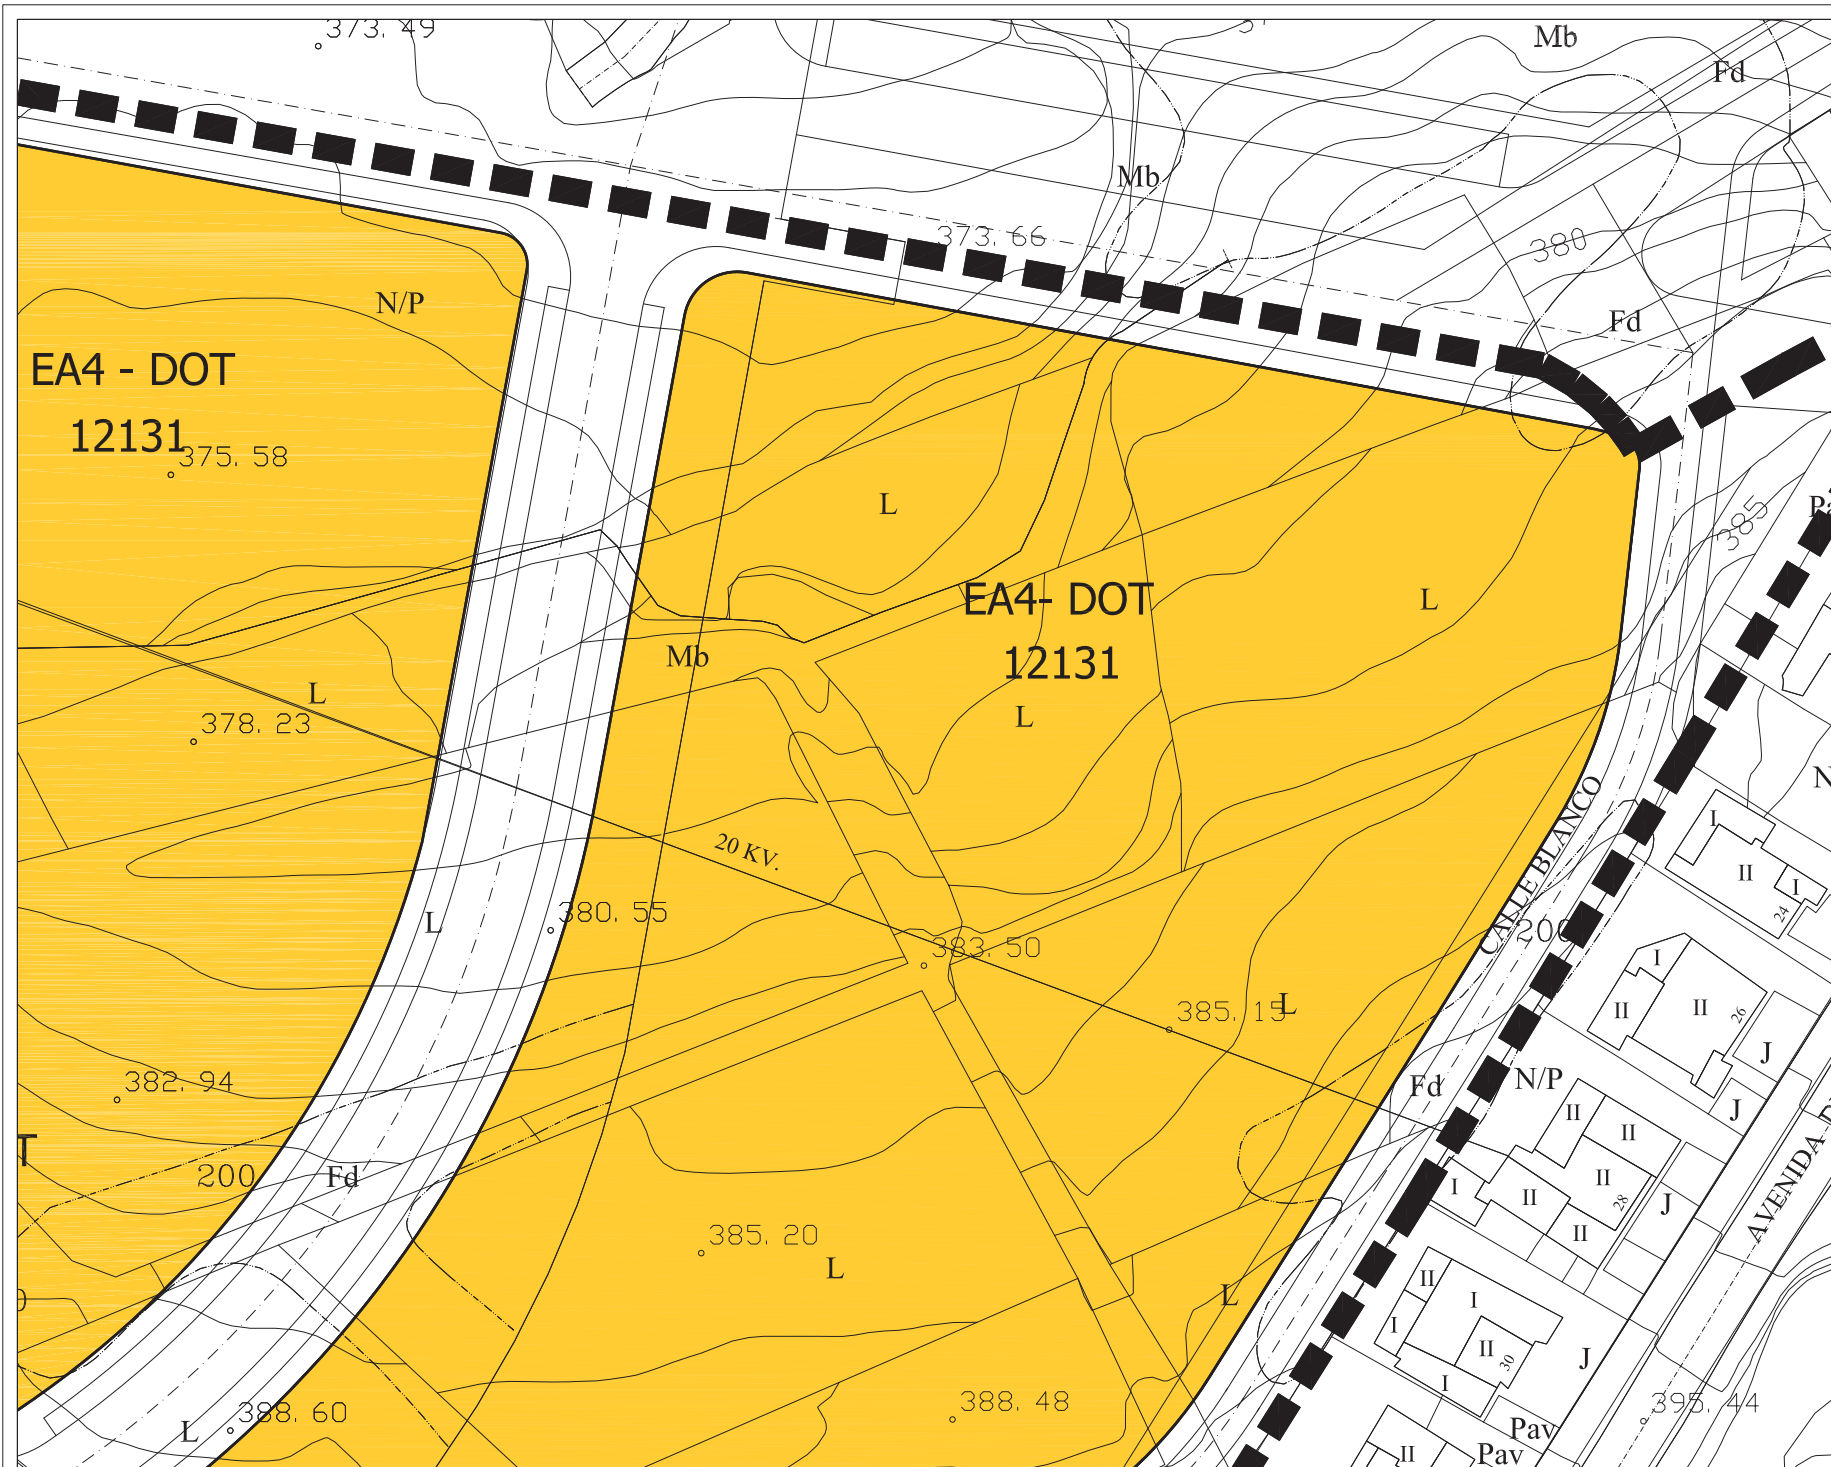 373.49
Mb
Fd
Mb
373.66
380
N/P
Fd
EA4 - DOT
12131
375.58
L
385
EA4- DOT
12131
L
Mb
L
L
378.23
20 KV.
CALLE BLANCO
I
II
I
24
L
380.55
383.50
200
I
II
II
26
385.15
L
J
382.94
Fd
N/P
II
II
J
T
200
Fd
I
II
II
28
J
II
AVENIDA
385.20
L
L
II
I
I
II
30
J
I
388.60
L
388.48
395.44
Pav
Pav
II